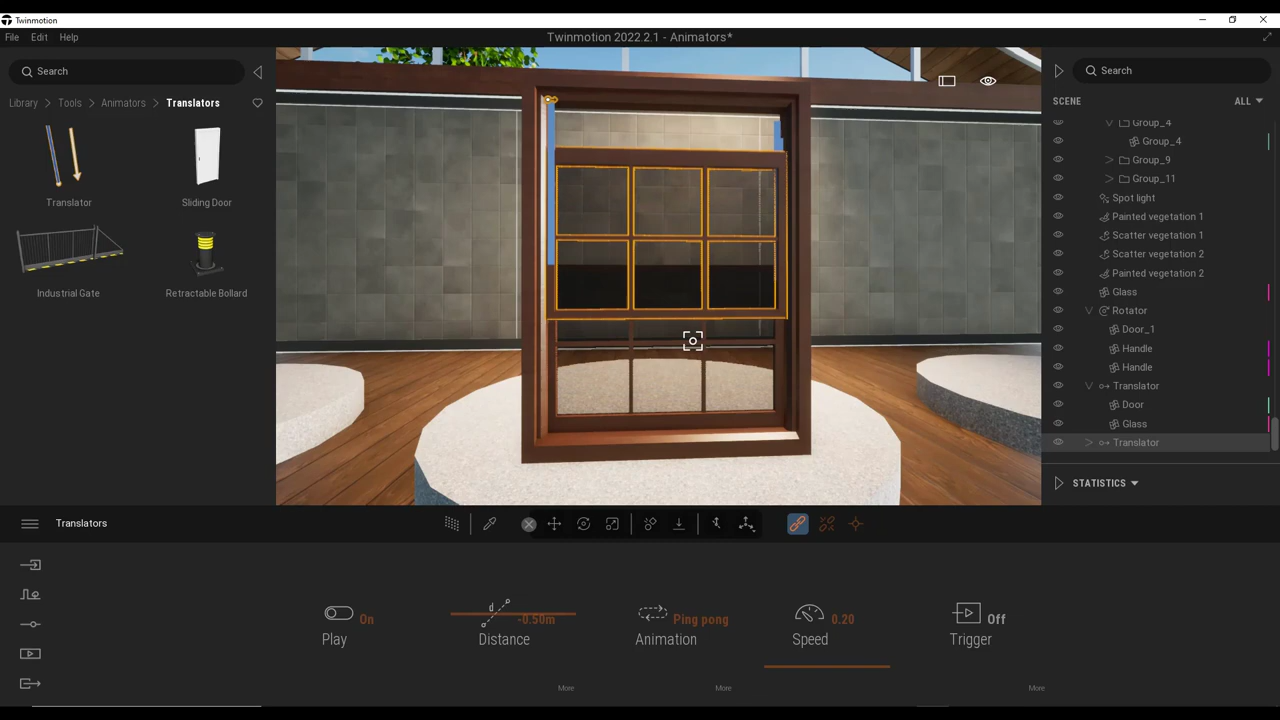 Twinmotion
File Edit Help
Twinmotion 2022.2.1 - Animators*
Search
Library Tools Animators Translators
Translator
Sliding Door
Industrial Gate
Retractable Bollard
Search
SCENE
ALL
Group_4
Group_4
Group_9
Group_11
Spot light
Painted vegetation 1
Scatter vegetation 1
Scatter vegetation 2
Painted vegetation 2
Glass
Rotator
Door_1
Handle
Handle
Translator
Door
Glass
Translator
STATISTICS
Translators
On
Play
d
-0.50m
Distance
Ping pong
Animation
0.20
Speed
Off
Trigger
More
More
More